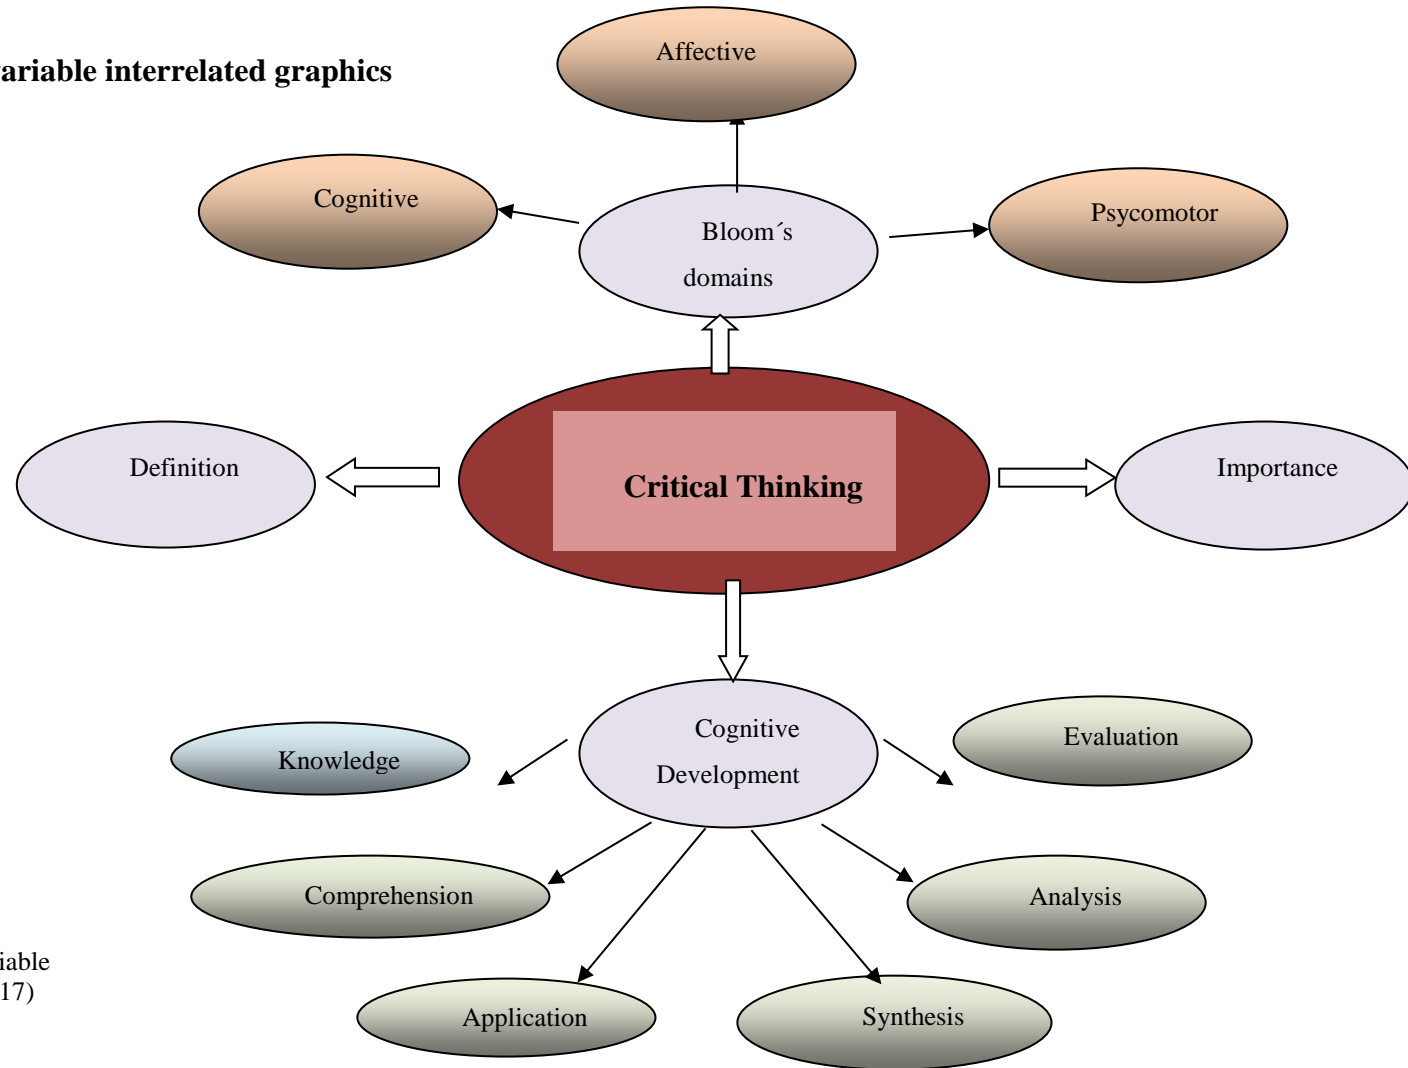 variable interrelated graphics
Affective
Cognitive
Psycomotor
Bloom´s
domains
Definition
Critical Thinking
Importance
Cognitive
Development
Knowledge
Evaluation
Comprehension
Analysis
Application
Synthesis
iable
17)